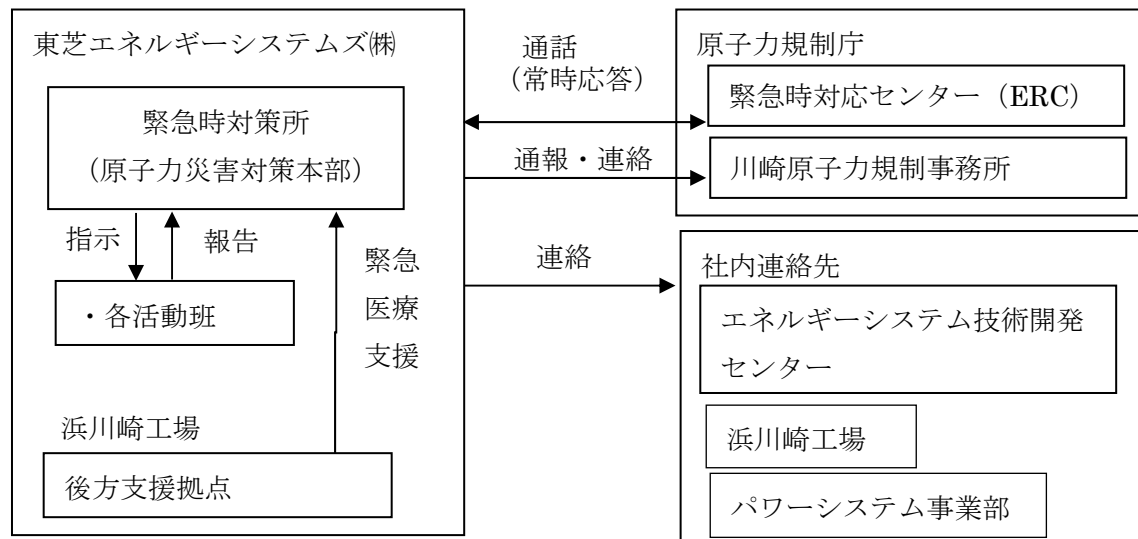 東芝エネルギーシステムズ㈱
緊急時対策所
（原子力災害対策本部）
指示
報告
・各活動班
緊急
医療
支援
浜川崎工場
後方支援拠点
通話
（常時応答）
通報・連絡
連絡
原子力規制庁
緊急時対応センター（ERC）
川崎原子力規制事務所
社内連絡先
エネルギーシステム技術開発
センター
浜川崎工場
パワーシステム事業部